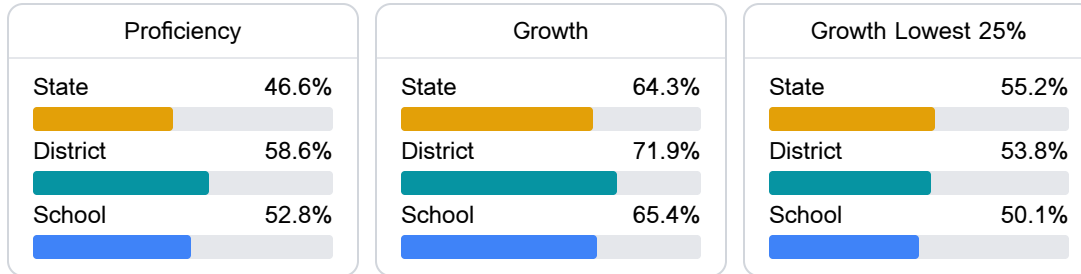 Proficiency
State 46.6%
District 58.6%
School 52.8%
Growth
State 64.3%
District 71.9%
School 65.4%
Growth Lowest 25%
State 55.2%
District 53.8%
School 50.1%